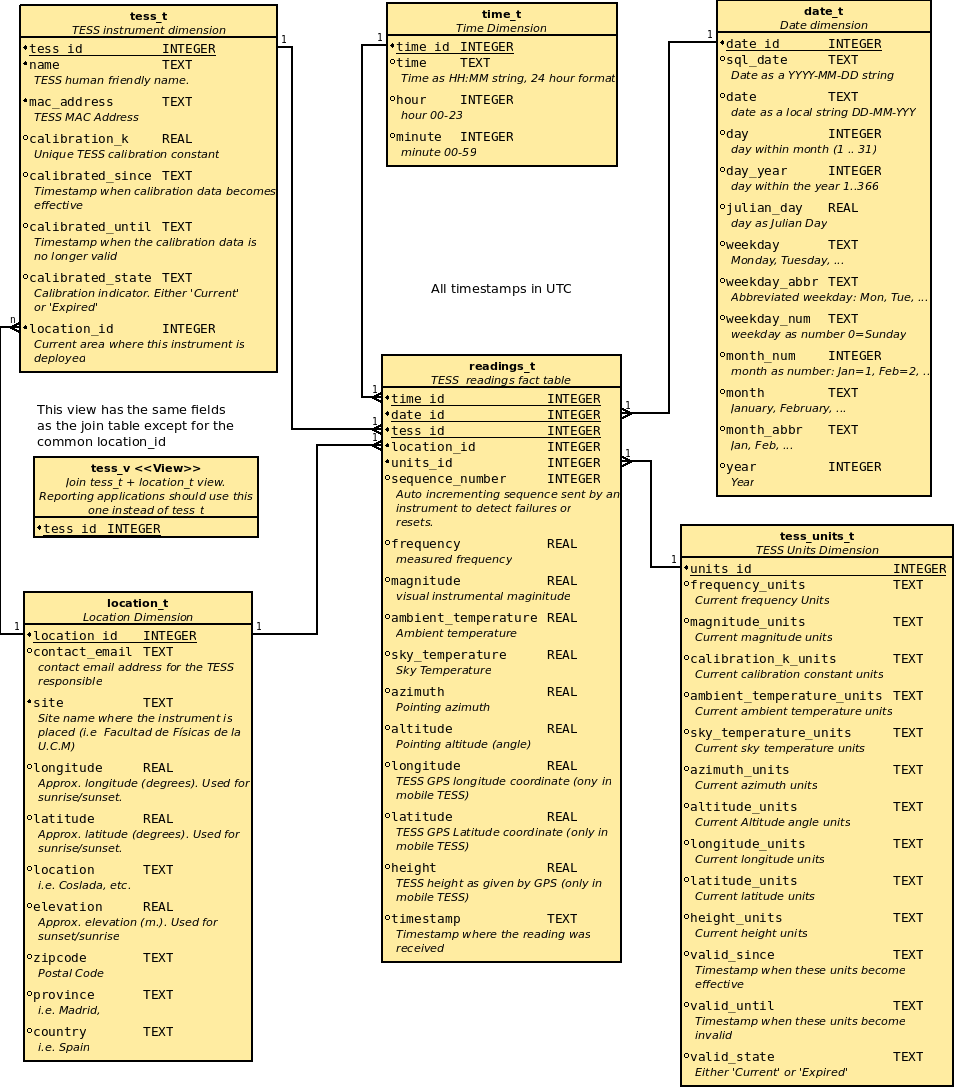 tess_t
TESS instrument dimension
tess_id INTEGER
name TEXT
TESS human friendly name.
mac_address TEXT
TESS MAC Address
calibration_k REAL
Unique TESS calibration constant
calibrated_since TEXT
Timestamp when calibration data becomes
effective
calibrated_until TEXT
Timestamp when the calibration data is
no longer valid
calibrated_state TEXT
Calibration indicator. Either 'Current'
or 'Expired'
location_id INTEGER
Current area where this instrument is
deployed
1
n
time_t
Time Dimension
time_id INTEGER
time TEXT
Time as HH:MM string, 24 hour format
hour INTEGER
hour 00-23
minute INTEGER
minute 00-59
1
date_t
Date dimension
date_id INTEGER
sql_date TEXT
Date as a YYYY-MM-DD string
date TEXT
date as a local string DD-MM-YYY
day INTEGER
day within month (1 .. 31)
day_year INTEGER
day within the year 1..366
julian_day REAL
day as Julian Day
weekday TEXT
Monday, Tuesday, ...
weekday_abbr TEXT
Abbreviated weekday: Mon, Tue, ...
weekday_num TEXT
weekday as number 0=Sunday
month_num INTEGER
month as number: Jan=1, Feb=2, ..
month TEXT
January, February, ...
month_abbr TEXT
Jan, Feb, ...
year INTEGER
Year
1
All timestamps in UTC
This view has the same fields
as the join table except for the
common location_id
tess_v <<View>>
Join tess_t + location_t view.
Reporting applications should use this
one instead of tess_t
tess_id INTEGER
location_t
Location Dimension
location_id INTEGER
contact_email TEXT
contact email address for the TESS
responsible
site TEXT
Site name where the instrument is
placed (i.e Facultad de Físicas de la
U.C.M)
longitude REAL
Approx. longitude (degrees). Used for
sunrise/sunset.
latitude REAL
Approx. latitude (degrees). Used for
sunrise/sunset.
location TEXT
i.e. Coslada, etc.
elevation REAL
Approx. elevation (m.). Used for
sunset/sunrise
zipcode TEXT
Postal Code
province TEXT
i.e. Madrid,
country TEXT
i.e. Spain
1
1
readings_t
TESS readings fact table
time_id INTEGER
date_id INTEGER
tess_id INTEGER
location_id INTEGER
units_id INTEGER
sequence_number INTEGER
Auto incrementing sequence sent by an
instrument to detect failures or
resets.
frequency REAL
measured frequency
magnitude REAL
visual instrumental maginitude
ambient_temperature REAL
Ambient temperature
sky_temperature REAL
Sky Temperature
azimuth REAL
Pointing azimuth
altitude REAL
Pointing altitude (angle)
longitude REAL
TESS GPS longitude coordinate (ony in
mobile TESS)
latitude REAL
TESS GPS Latitude coordinate (only in
mobile TESS)
height REAL
TESS height as given by GPS (only in
mobile TESS)
timestamp TEXT
Timestamp where the reading was
received
1
1
1
1
1
tess_units_t
TESS Units Dimension
units_id INTEGER
frequency_units TEXT
Current frequency Units
magnitude_units TEXT
Current magnitude units
calibration_k_units TEXT
Current calibration constant units
ambient_temperature_units TEXT
Current ambient temperature units
sky_temperature_units TEXT
Current sky temperature units
azimuth_units TEXT
Current azimuth units
altitude_units TEXT
Current Altitude angle units
longitude_units TEXT
Current longitude units
latitude_units TEXT
Current latitude units
height_units TEXT
Current height units
valid_since TEXT
Timestamp when these units become
effective
valid_until TEXT
Timestamp when these units become
invalid
valid_state TEXT
Either 'Current' or 'Expired'
1